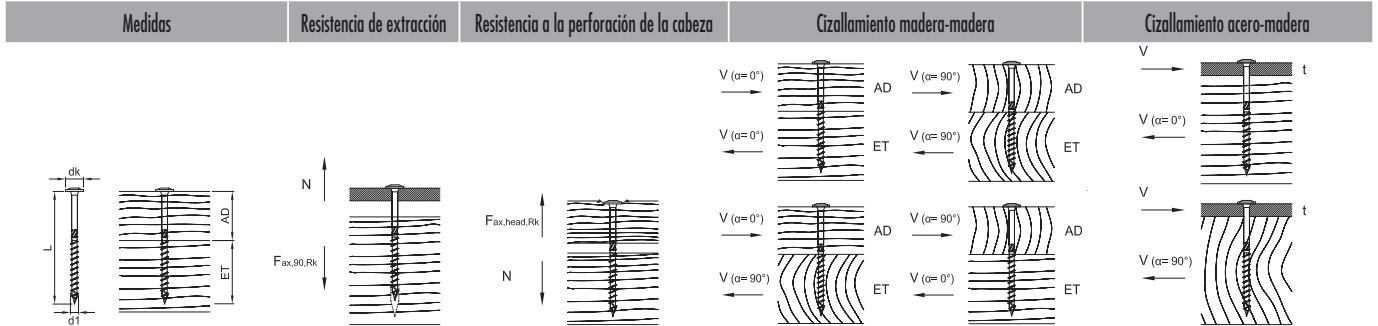 Medidas
Resistencia de extracción
Resistencia a la perforación de la cabeza
Cizallamiento madera-madera
Cizallamiento acero-madera
dk
L
d1
AD
ET
N
Fax,90,Rk
Fax,head,Rk
N
V (α= 0°)
AD
V (α= 0°)
ET
V (α= 90°)
AD
V (α= 90°)
ET
V (α= 0°)
AD
V (α= 90°)
ET
V (α= 90°)
AD
V (α= 0°)
ET
V
t
V (α= 0°)
V
t
V (α= 90°)